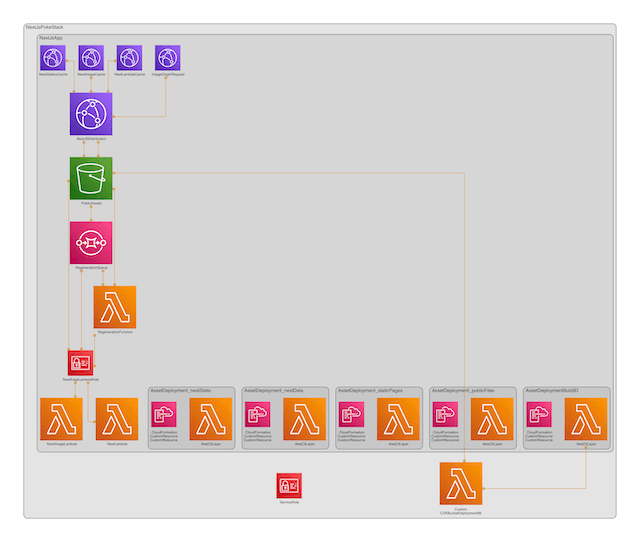 NextJsPokeStack
NextJsApp
NextStaticsCache
NextImageCache
NextLambdaCache
ImageOriginRequest
NextJSDistribution
PublicAssets
RegenerationQueue
RegenerationFunction
NextEdgeLambdaRole
NextImageLambda
NextLambda
AssetDeployment_nextStatic
CloudFormation
CustomResource
CustomResource
AwsCliLayer
AssetDeployment_nextData
CloudFormation
CustomResource
CustomResource
AwsCliLayer
AssetDeployment_staticPages
CloudFormation
CustomResource
CustomResource
AwsCliLayer
AssetDeployment_publicFiles
CloudFormation
CustomResource
CustomResource
AwsCliLayer
AssetDeploymentBuildID
CloudFormation
CustomResource
CustomResource
AwsCliLayer
ServiceRole
Custom